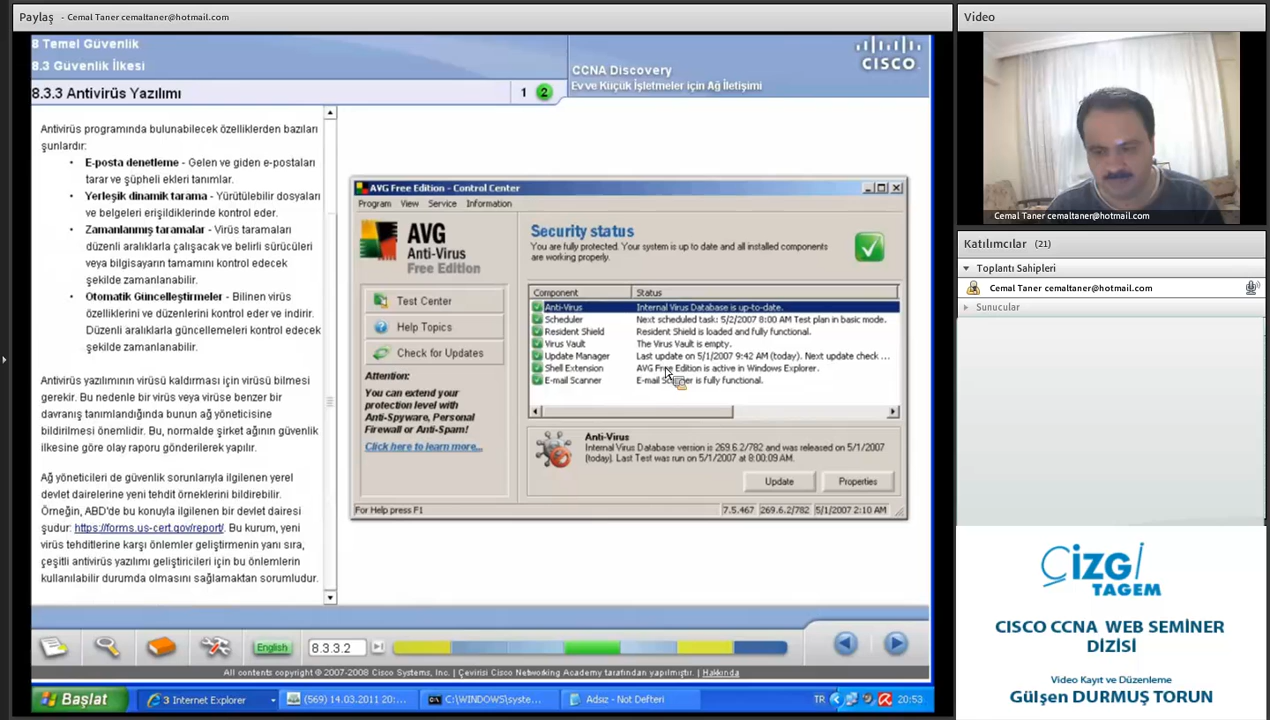 Paylaş - Cemal Taner cemaltaner@hotmail.com
8 Temel Güvenlik
8.3 Güvenlik İlkesi
8.3.3 Antivirüs Yazılımı
1 2
CCNA Discovery
Ev ve Küçük İşletmeler için Ağ İletişimi
CISCO
Antivirüs programında bulunabilecek özelliklerden bazıları
şunlardır:
• E-posta denetleme - Gelen ve giden e-postaları
tarar ve şüpheli ekleri tanımlar.
• Yerleşik dinamik tarama - Yürütülebilir dosyaları
ve belgeleri erişildiklerinde kontrol eder.
• Zamanlanmış taramalar - Virüs taramaları
düzenli aralıklarla çalışacak ve belirli sürücüleri
veya bilgisayarın tamamını kontrol edecek
şekilde zamanlanabilir.
• Otomatik Güncelleştirmeler - Bilinen virüs
özelliklerini ve düzenlerini kontrol eder ve indirir.
Düzenli aralıklarla güncellemeleri kontrol edecek
şekilde zamanlanabilir.
Antivirüs yazılımının virüsü kaldırması için virüsü bilmesi
gerekir. Bu nedenle bir virüs veya virüse benzer bir
davranış tanımlandığında bunun ağ yöneticisine
bildirilmesi önemlidir. Bu, normalde şirket ağının güvenlik
ilkesine göre olay raporu gönderilerek yapılır.
Ağ yöneticileri de güvenlik sorunlarıyla ilgilenen yerel
devlet dairelerine yeni tehdit örneklerini bildirebilir.
Örneğin, ABD'de bu konuyla ilgilenen bir devlet dairesi
şudur: https://forms.us-cert.gov/report/. Bu kurum, yeni
virüs tehditlerine karşı önlemler geliştirmenin yanı sıra,
çeşitli antivirüs yazılımı geliştiricileri için bu önlemlerin
kullanılabilir durumda olmasını sağlamaktan sorumludur.
AVG Free Edition - Control Center
Program View Service Information
AVG
Anti-Virus
Free Edition
Test Center
Help Topics
Check for Updates
Attention:
You can extend your
protection level with
Anti-Spyware, Personal
Firewall or Anti-Spam!
Click here to learn more...
Security status
You are fully protected. Your system is up to date and all installed components
are working properly.
Component Status
Anti-Virus Internal Virus Database is up-to-date.
Scheduler Next scheduled task: 5/2/2007 8:00 AM Test plan in basic mode.
Resident Shield Resident Shield is loaded and fully functional.
Virus Vault The Virus Vault is empty.
Update Manager Last update on 5/1/2007 9:42 AM (today). Next update check ...
Shell Extension AVG Free Edition is active in Windows Explorer.
E-mail Scanner E-mail Scanner is fully functional.
Anti-Virus
Internal Virus Database version is 269.6.2/782 and was released on 5/1/2007
(today). Last Test was run on 5/1/2007 at 8:00:09 AM.
Update Properties
For Help press F1 7.5.467 269.6.2/782 5/1/2007 2:10 AM
English 8.3.3.2
All contents copyright © 2007-2008 Cisco Systems, Inc. | Çevirisi Cisco Networking Academy tarafından yapılmıştır. | Hakkında
Başlat 3 Internet Explorer (569) 14.03.2011 20:... C:\WINDOWS\syste... Adsız - Not Defteri TR 20:53
Video
Cemal Taner cemaltaner@hotmail.com
Katılımcılar (21)
Toplantı Sahipleri
Cemal Taner cemaltaner@hotmail.com
Sunucular
ÇİZGİ
TAGEM
CISCO CCNA WEB SEMİNER
DİZİSİ
Video Kayıt ve Düzenleme
Gülşen DURMUŞ TORUN